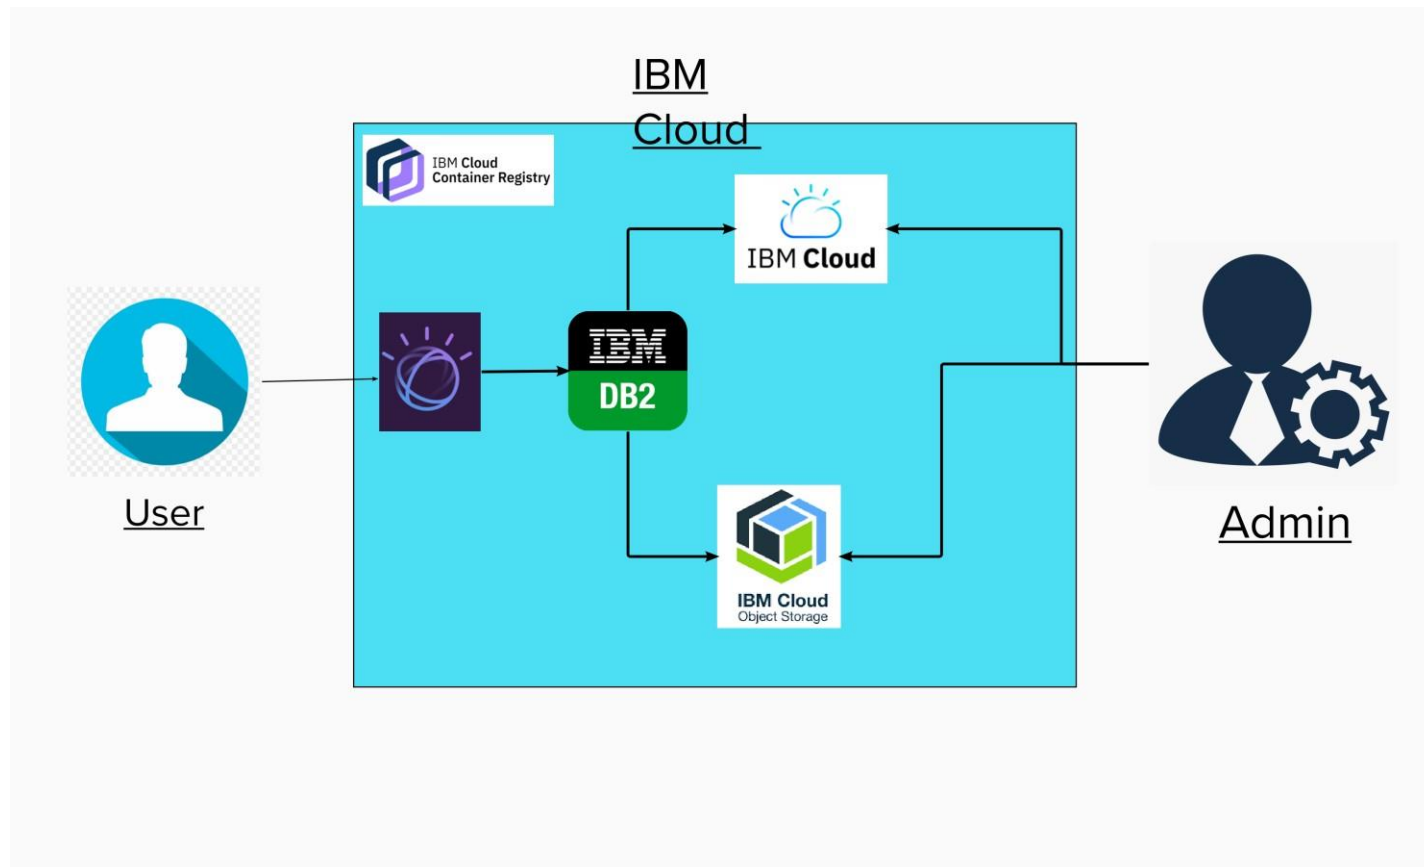 IBM
Cloud
IBM Cloud
Container Registry
IBM Cloud
IBM
DB2
User
IBM Cloud
Object Storage
Admin